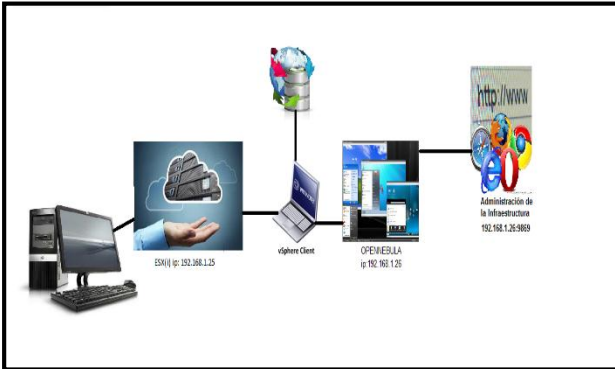 http://www
ESX(i) ip: 192.168.1.25
vSphere Client
OPENNEBULA
ip:192.168.1.26
Administración de
la Infraestructura
192.168.1.26:9869